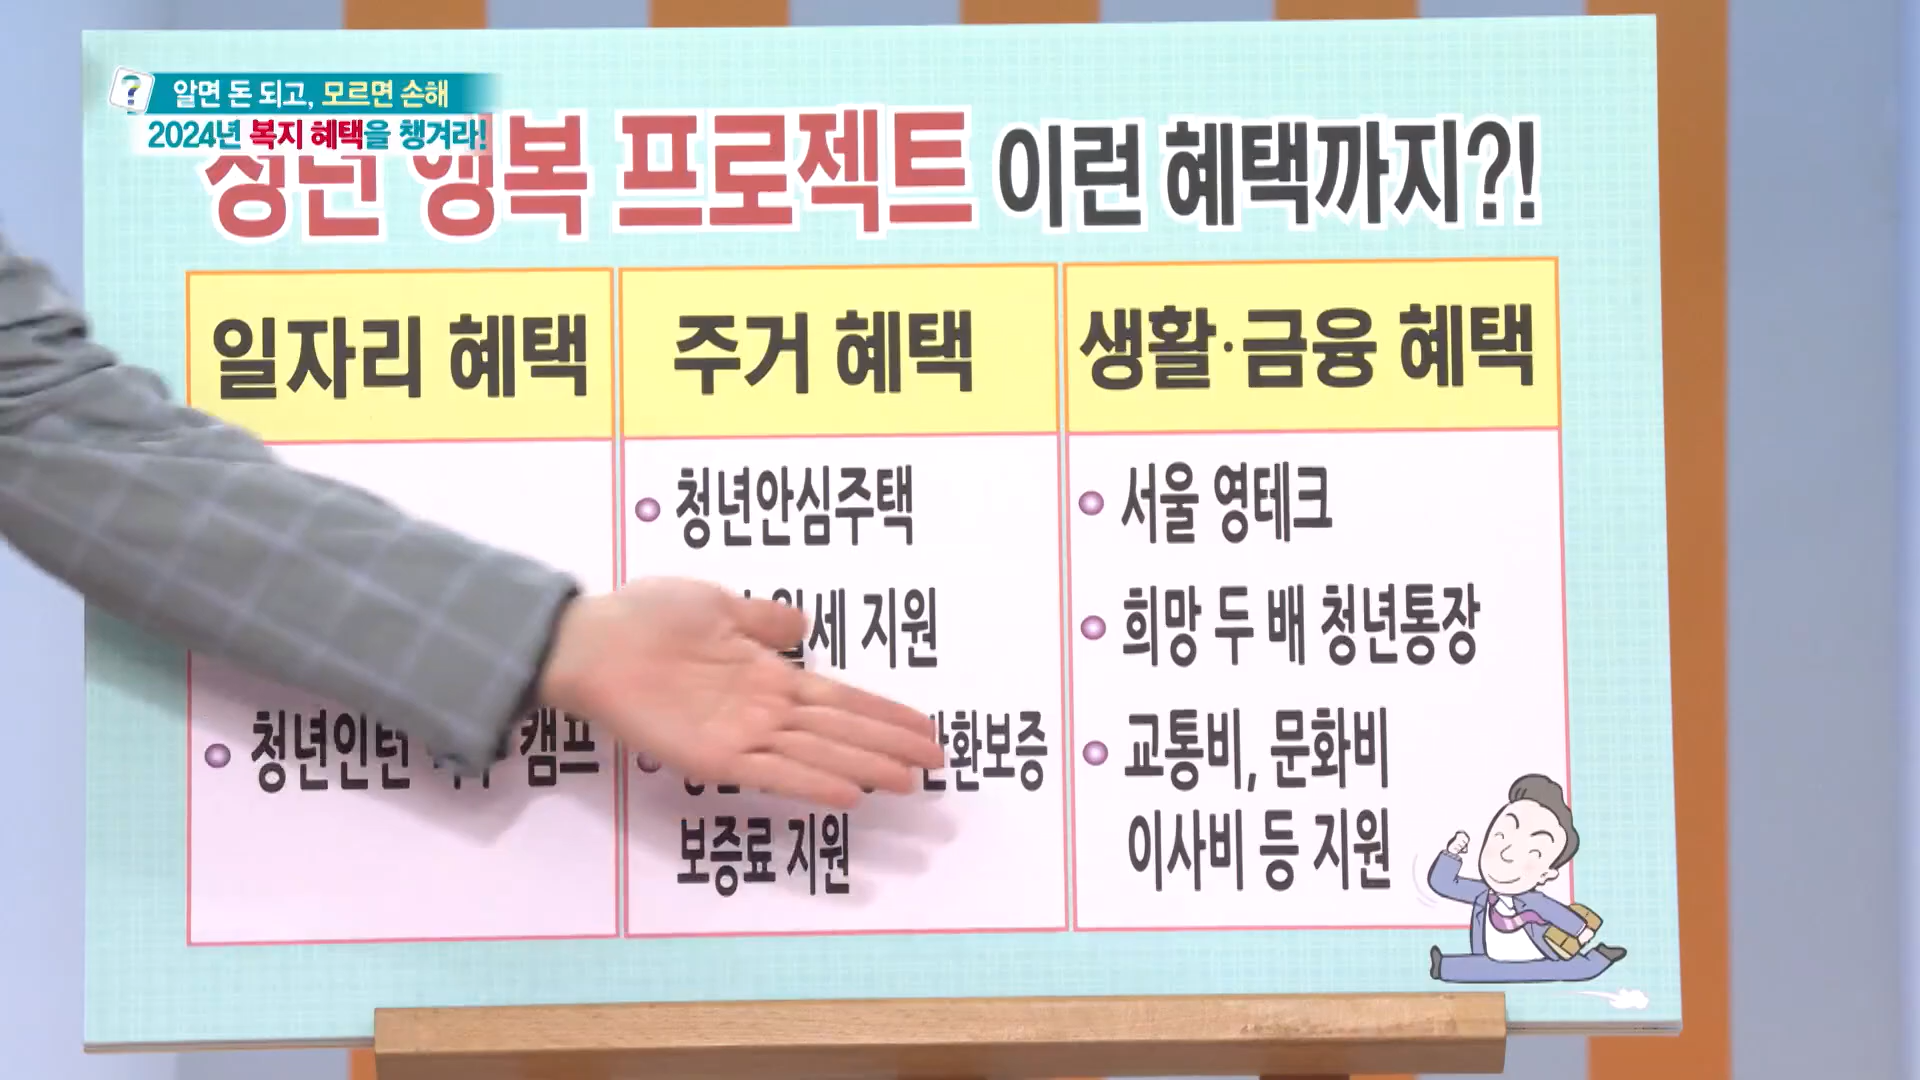 알면 돈 되고, 모르면 손해
2024년 복지 혜택을 챙겨라!
청년 행복 프로젝트 이런 혜택까지?!
일자리 혜택
청년인턴 캠프
주거 혜택
청년안심주택
월세 지원
반환보증
보증료 지원
생활·금융 혜택
서울 영테크
희망 두 배 청년통장
교통비, 문화비
이사비 등 지원